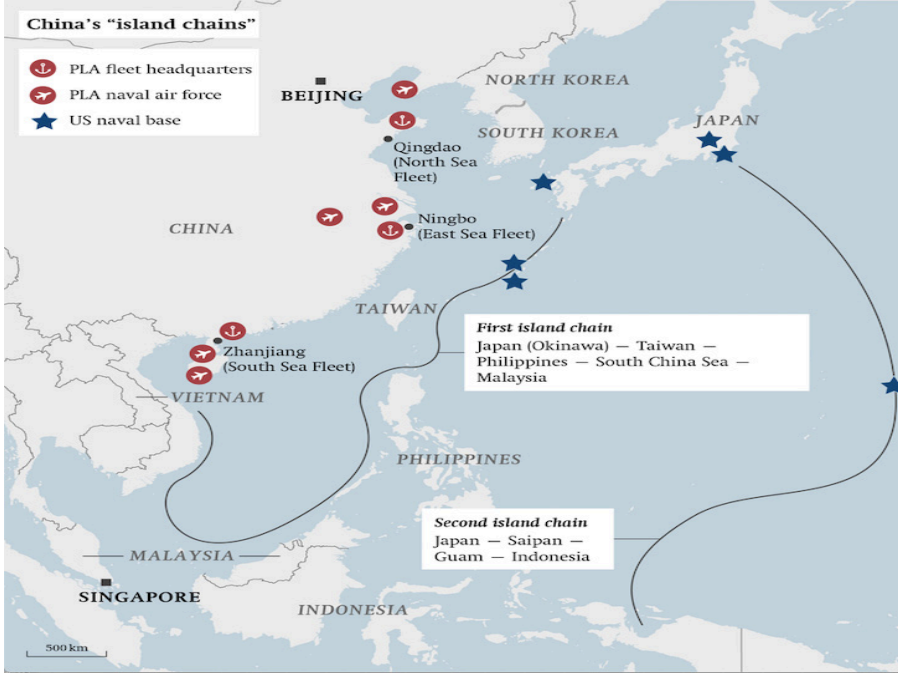 China's “island chains”
PLA fleet headquarters
PLA naval air force
US naval base
BEIJING
NORTH KOREA
SOUTH KOREA
JAPAN
Qingdao
(North Sea
Fleet)
CHINA
Ningbo
(East Sea Fleet)
TAIWAN
First island chain
Japan (Okinawa) — Taiwan —
Philippines — South China Sea —
Malaysia
Zhanjiang
(South Sea Fleet)
VIETNAM
PHILIPPINES
Second island chain
Japan — Saipan —
Guam — Indonesia
MALAYSIA
SINGAPORE
INDONESIA
500 km